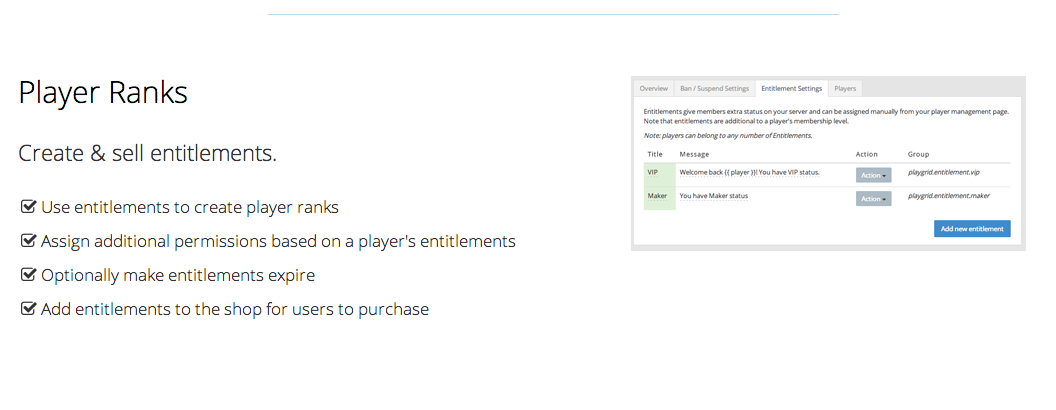 Player Ranks
Create & sell entitlements.
Use entitlements to create player ranks
Assign additional permissions based on a player's entitlements
Optionally make entitlements expire
Add entitlements to the shop for users to purchase
Overview Ban / Suspend Settings Entitlement Settings Players
Entitlements give members extra status on your server and can be assigned manually from your player management page.
Note that entitlements are additional to a player's membership level.
Note: players can belong to any number of Entitlements.
Title Message Action Group
VIP Welcome back {{ player }}! You have VIP status. Action playgrid.entitlement.vip
Maker You have Maker status Action playgrid.entitlement.maker
Add new entitlement